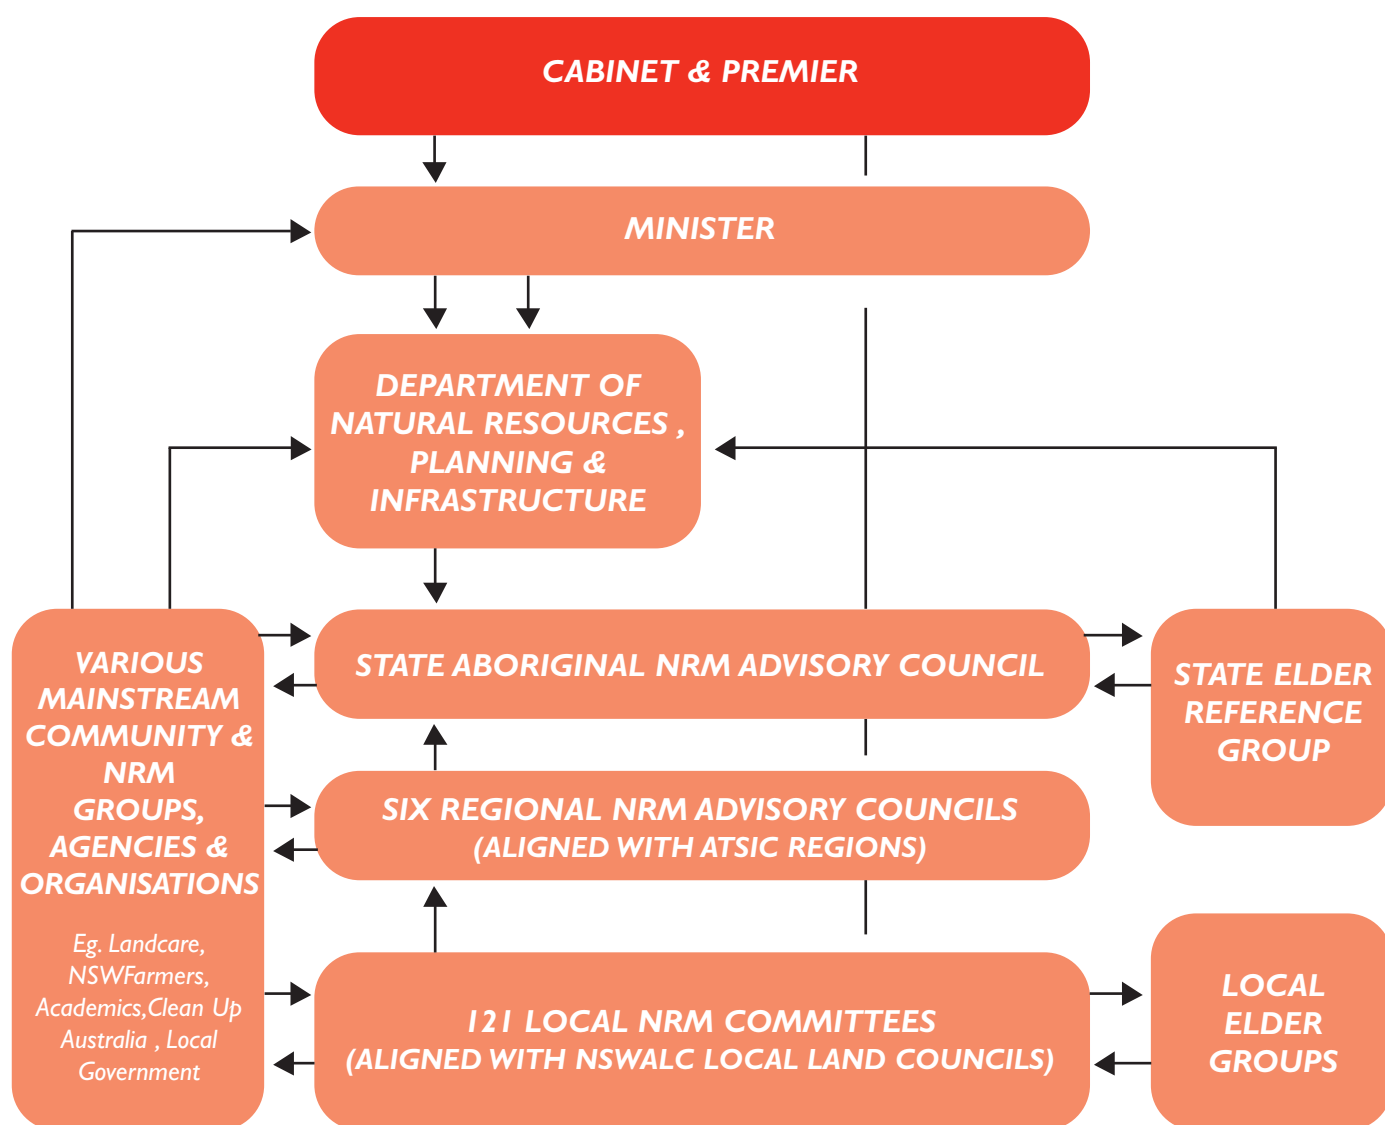 CABINET & PREMIER
MINISTER
DEPARTMENT OF
NATURAL RESOURCES ,
PLANNING &
INFRASTRUCTURE
VARIOUS
MAINSTREAM
COMMUNITY &
NRM
GROUPS,
AGENCIES &
ORGANISATIONS
Eg. Landcare,
NSWFarmers,
Academics,Clean Up
Australia , Local
Government
STATE ABORIGINAL NRM ADVISORY COUNCIL
STATE ELDER
REFERENCE
GROUP
SIX REGIONAL NRM ADVISORY COUNCILS
(ALIGNED WITH ATSIC REGIONS)
121 LOCAL NRM COMMITTEES
(ALIGNED WITH NSWALC LOCAL LAND COUNCILS)
LOCAL
ELDER
GROUPS